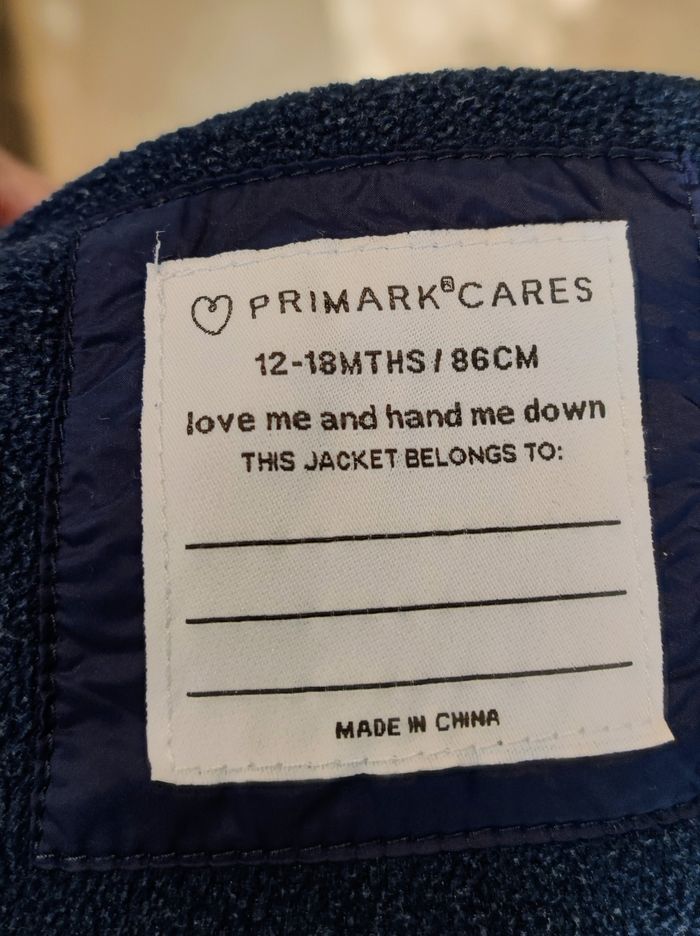 PRIMARK®CARES
12-18MTHS/86CM
love me and hand me down
THIS JACKET BELONGS TO:
MADE IN CHINA